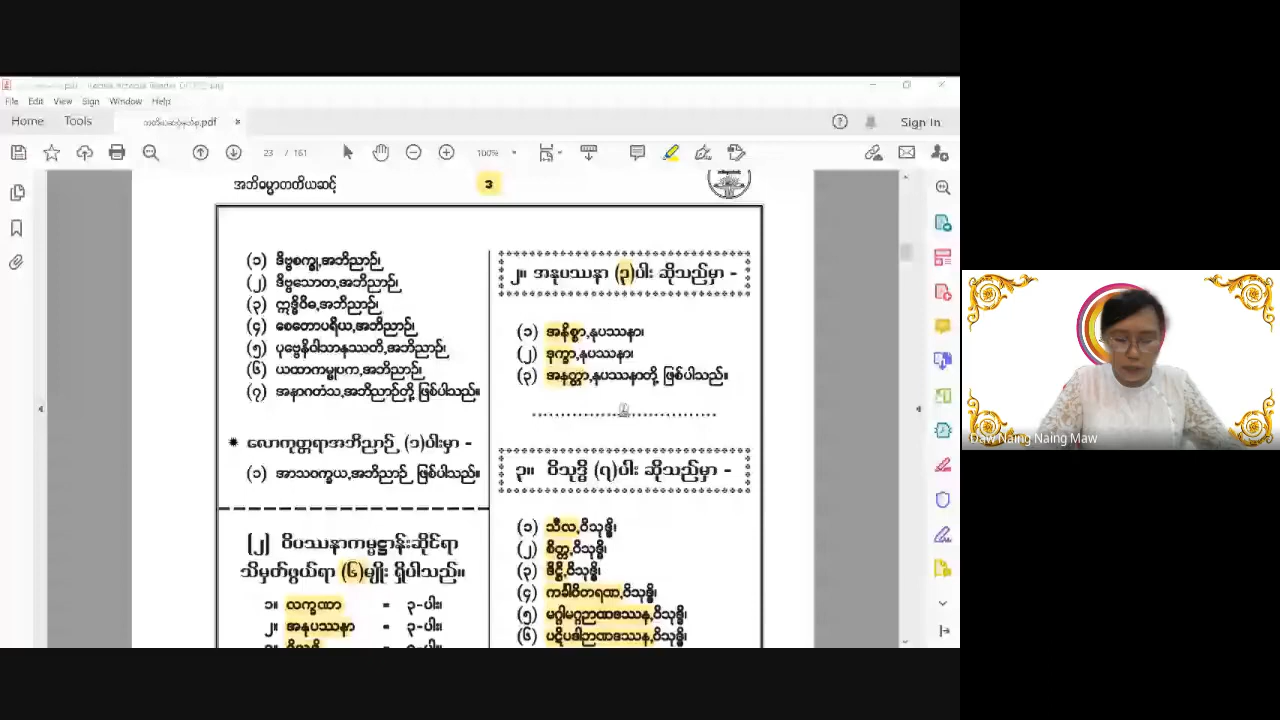 File Edit View Sign Window Help
Home Tools .pdf × Sign In
23 / 161 100%
အဘိဓမ္မာတတိယဆင့် ဒ
(၁) ဒိဗ္ဗစက္ခု,အဘိညာဉ်၊
(၂) ဒိဗ္ဗသောတ,အဘိညာဉ်၊
(၃) ဣဒ္ဓိဝိဓ,အဘိညာဉ်၊
(၄) စေတောပရိယ,အဘိညာဉ်၊
(၅) ပုဗ္ဗေနိဝါသာနုဿတိ,အဘိညာဉ်၊
(၆) ယထာကမ္မုပဂ,အဘိညာဉ်၊
(၇) အနာဂတံသ,အဘိညာဉ်တို့ ဖြစ်ပါသည်။
* လောကုတ္တရာအဘိညာဉ် (၁)ပါးမှာ -
(၁) အာသဝက္ခယ,အဘိညာဉ် ဖြစ်ပါသည်။
(၂) ဝိပဿနာကမ္မဋ္ဌာန်းဆိုင်ရာ
သိမှတ်ဖွယ်ရာ (၆)မျိုး ရှိပါသည်။
၁။ လက္ခဏာ = ၃-ပါး၊
၂။ အနုပဿနာ = ၃-ပါး၊
၂။ အနုပဿနာ (၃)ပါး ဆိုသည်မှာ -
(၁) အနိစ္စာ,နုပဿနာ၊
(၂) ဒုက္ခာ,နုပဿနာ၊
(၃) အနတ္တာ,နုပဿနာတို့ ဖြစ်ပါသည်။
၃။ ဝိသုဒ္ဓိ (၇)ပါး ဆိုသည်မှာ -
(၁) သီလ,ဝိသုဒ္ဓိ၊
(၂) စိတ္တ,ဝိသုဒ္ဓိ၊
(၃) ဒိဋ္ဌိ,ဝိသုဒ္ဓိ၊
(၄) ကင်္ခါဝိတရဏ,ဝိသုဒ္ဓိ၊
(၅) မဂ္ဂါမဂ္ဂဉာဏဒဿန,ဝိသုဒ္ဓိ၊
(၆) ပဋိပဒါဉာဏဒဿန,ဝိသုဒ္ဓိ၊
Daw Naing Naing Maw